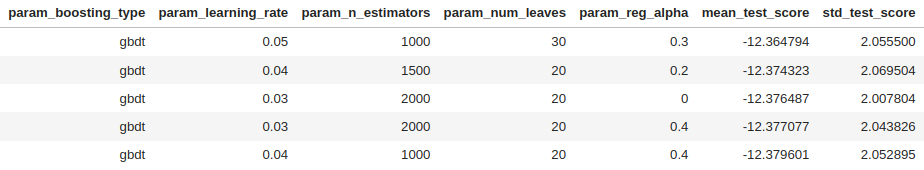 param_boosting_type param_learning_rate param_n_estimators param_num_leaves param_reg_alpha mean_test_score std_test_score
gbdt 0.05 1000 30 0.3 -12.364794 2.055500
gbdt 0.04 1500 20 0.2 -12.374323 2.069504
gbdt 0.03 2000 20 0 -12.376487 2.007804
gbdt 0.03 2000 20 0.4 -12.377077 2.043826
gbdt 0.04 1000 20 0.4 -12.379601 2.052895